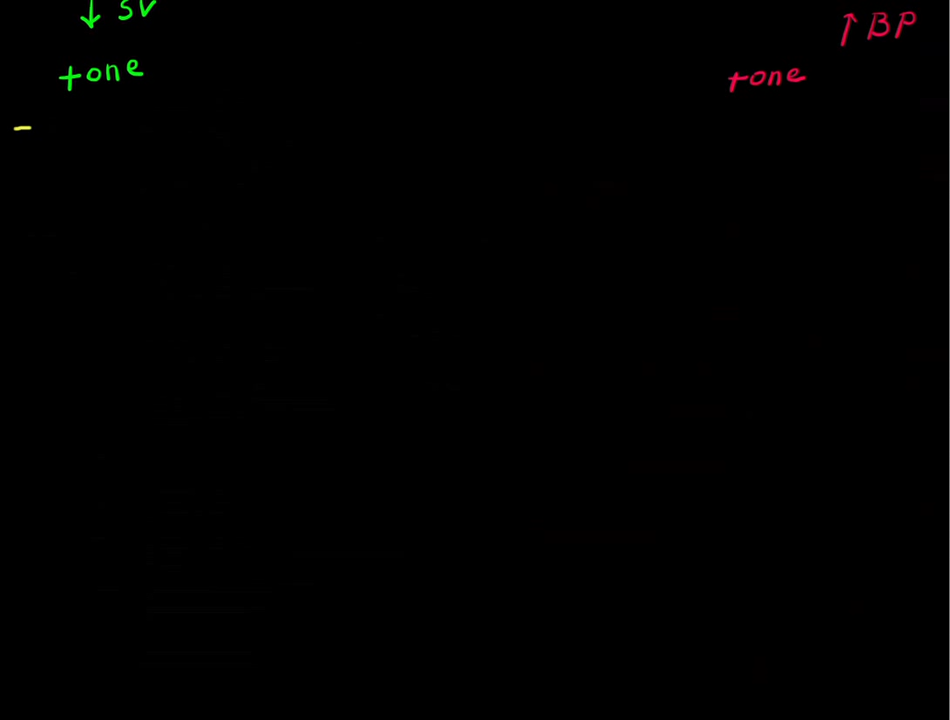 ↓ SV
tone
↑ BP
tone
-